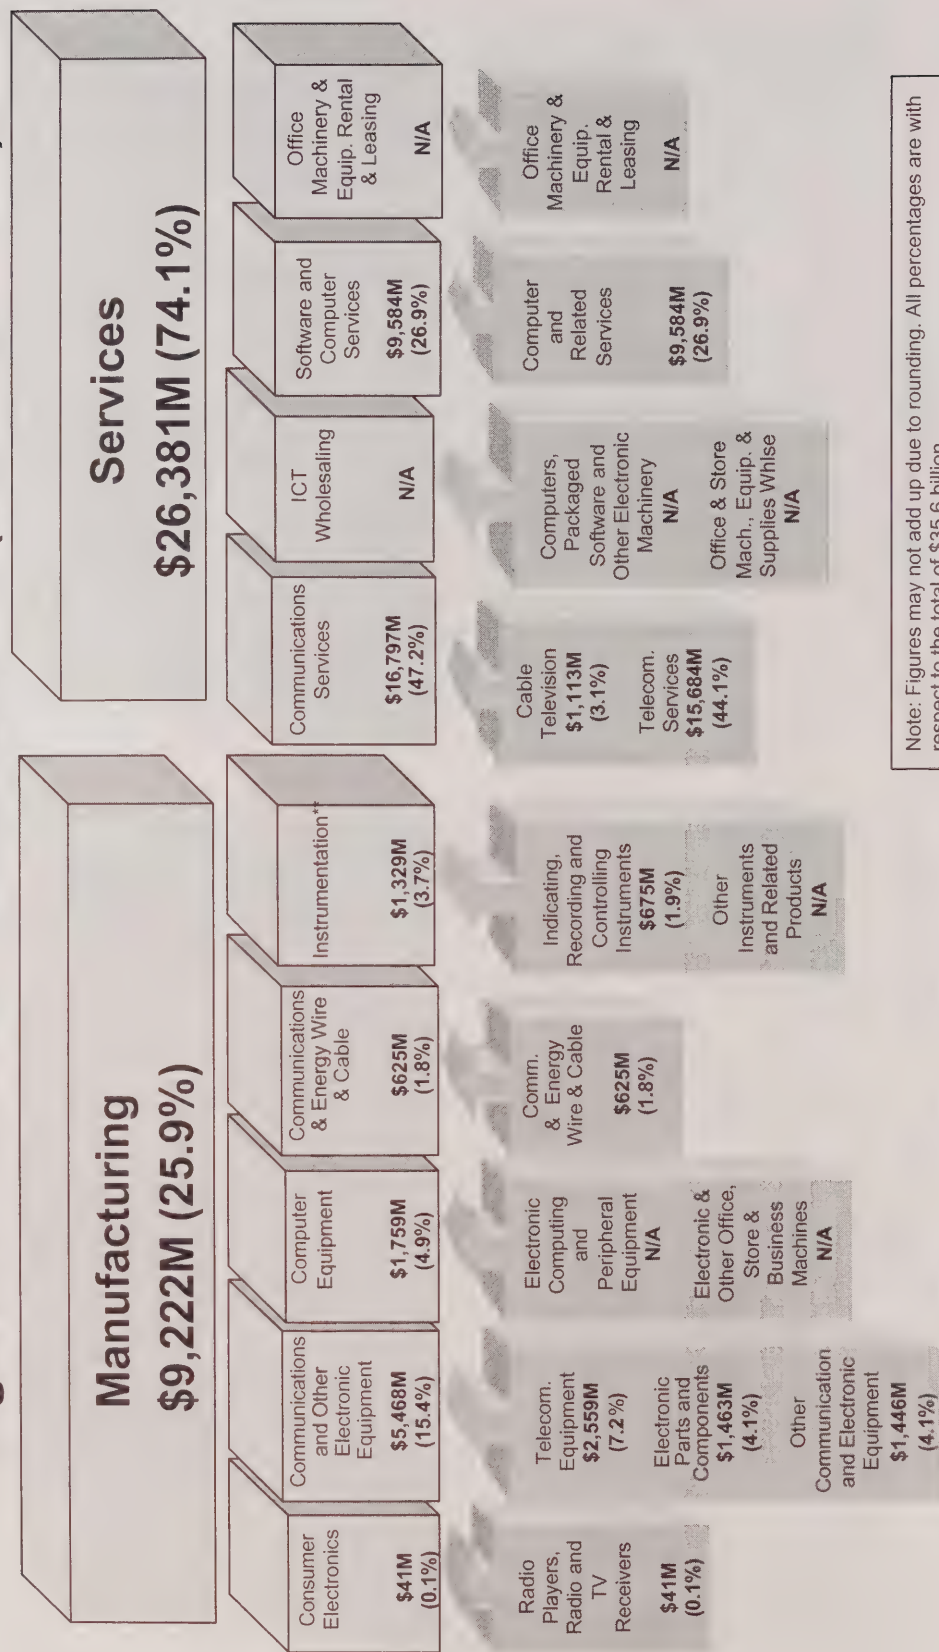 Manufacturing
$9,222M (25.9%)
Services
$26,381M (74.1%)
Consumer
Electronics
$41M
(0.1%)
Communications
and Other
Electronic
Equipment
$5,468M
(15.4%)
Computer
Equipment
$1,759M
(4.9%)
Communications
& Energy Wire
& Cable
$625M
(1.8%)
Instrumentation**
$1,329M
(3.7%)
Communications
Services
$16,797M
(47.2%)
ICT
Wholesaling
N/A
Software and
Computer
Services
$9,584M
(26.9%)
Office
Machinery &
Equip. Rental
& Leasing
N/A
Radio
Players,
Radio and
TV
Receivers
$41M
(0.1%)
Telecom.
Equipment
$2,559M
(7.2%)
Electronic
Parts and
Components
$1,463M
(4.1%)
Other
Communication
and Electronic
Equipment
$1,446M
(4.1%)
Electronic
Computing
and
Peripheral
Equipment
N/A
Electronic &
Other Office,
Store &
Business
Machines
N/A
Comm.
& Energy
Wire & Cable
$625M
(1.8%)
Indicating,
Recording and
Controlling
Instruments
$675M
(1.9%)
Other
Instruments
and Related
Products
N/A
Cable
Television
$1,113M
(3.1%)
Telecom.
Services
$15,684M
(44.1%)
Computers,
Packaged
Software and
Other Electronic
Machinery
N/A
Office & Store
Mach., Equip. &
Supplies Whlse
N/A
Computer
and
Related
Services
$9,584M
(26.9%)
Office
Machinery &
Equip.
Rental &
Leasing
N/A
Note: Figures may not add up due to rounding. All percentages are with
respect to the total of $35.6 billion